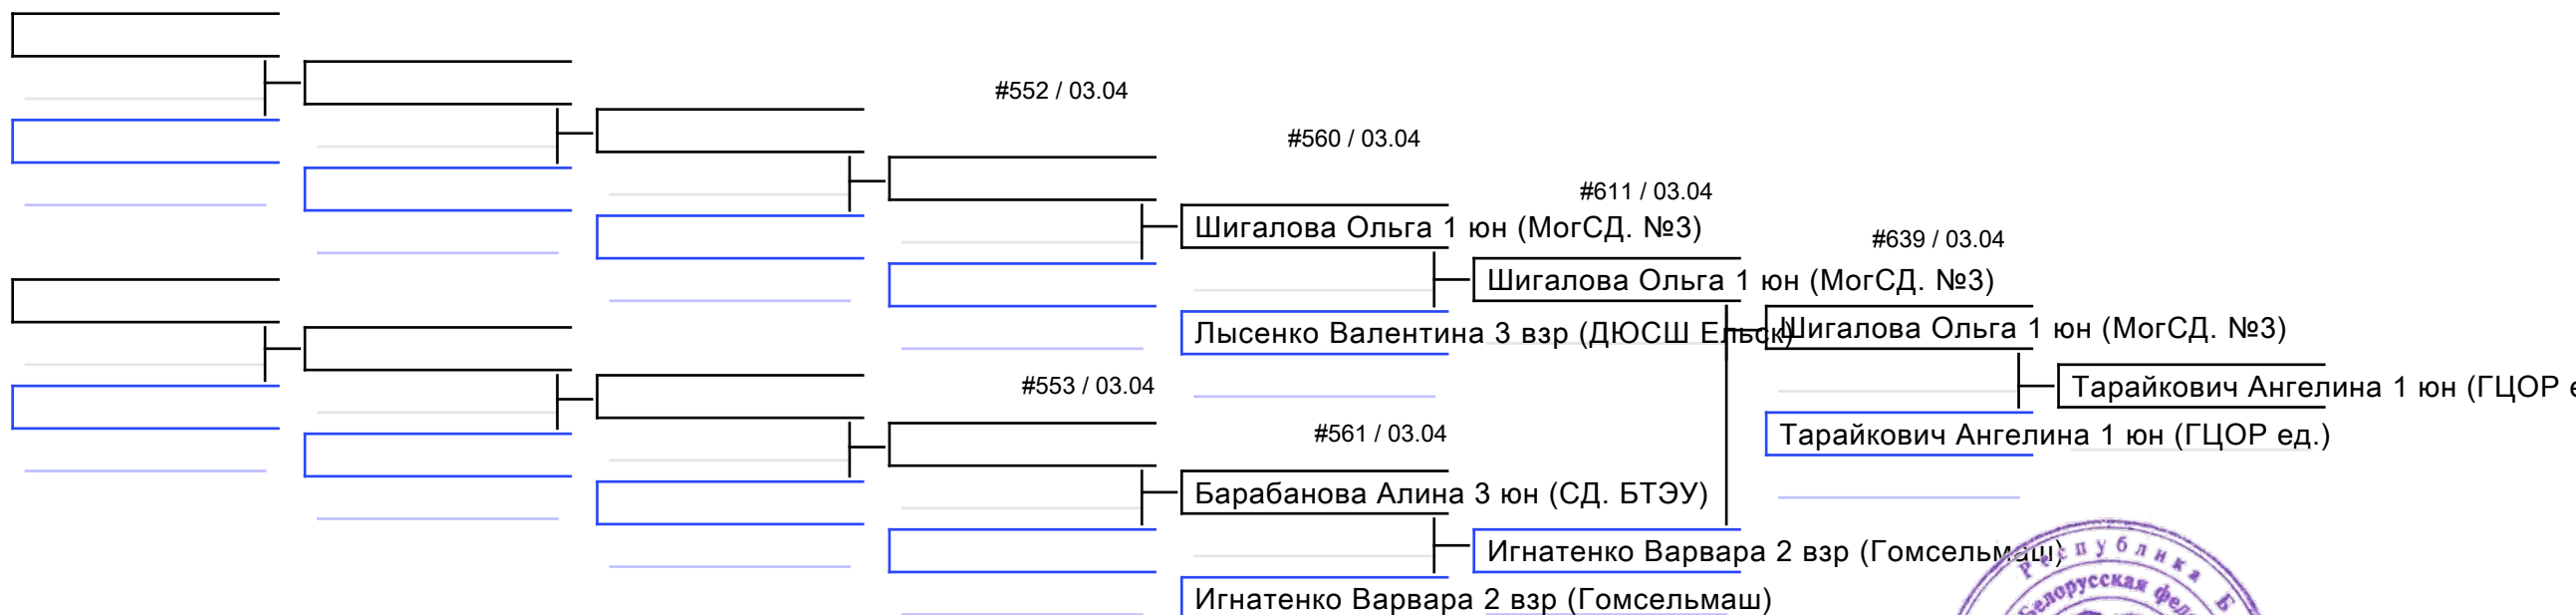 #552 / 03.04
#560 / 03.04
#611 / 03.04
Шигалова Ольга 1 юн (МогСД. №3)
#639 / 03.04
Шигалова Ольга 1 юн (МогСД. №3)
Лысенко Валентина 3 взр (ДЮСШ Ельск)
Шигалова Ольга 1 юн (МогСД. №3)
#553 / 03.04
Тарайкович Ангелина 1 юн (ГЦОР
#561 / 03.04
Тарайкович Ангелина 1 юн (ГЦОР ед.)
Барабанова Алина 3 юн (СД. БТЭУ)
Игнатенко Варвара 2 взр (Гомсельмаш)
Игнатенко Варвара 2 взр (Гомсельмаш)
Республика
Белорусская